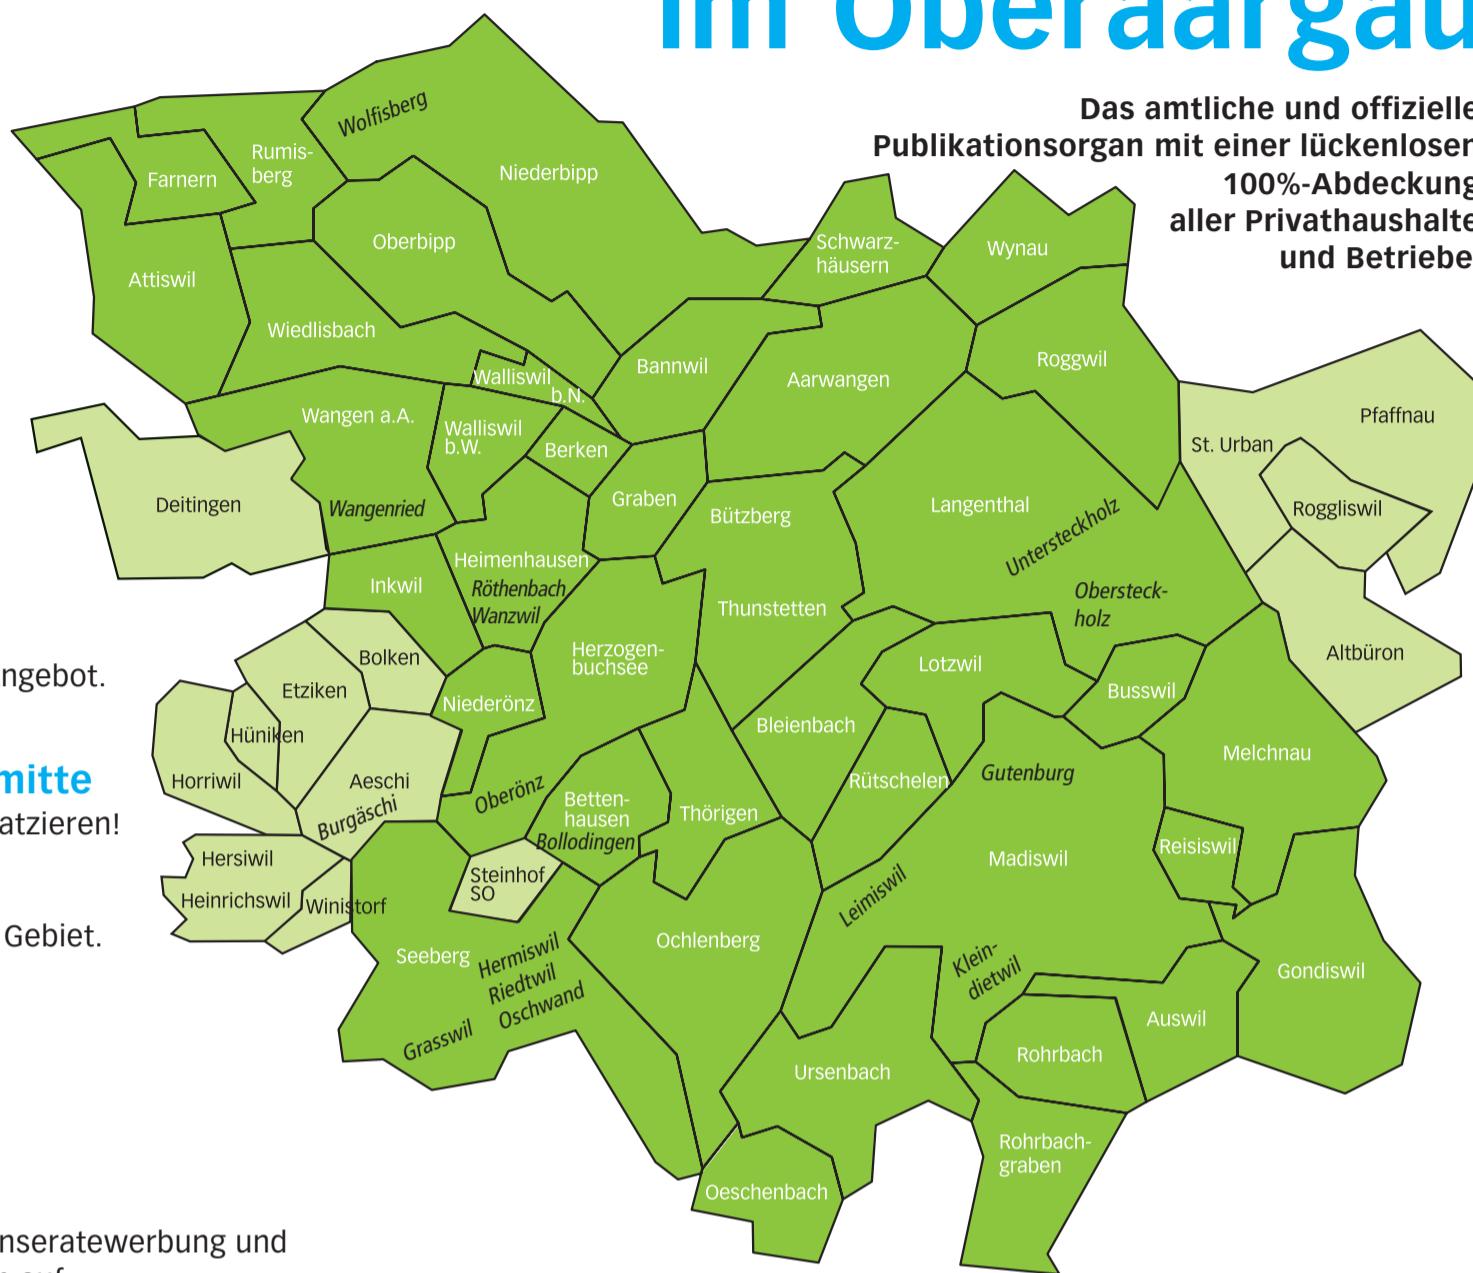 im Oberaargau
Das amtliche und offizielle
Publikationsorgan mit einer lückenlosen
100%-Abdeckung
aller Privathaushalte
und Betriebe
Wolfisberg
Rumis-
berg
Farnern
Niederbipp
Oberbipp
Schwarz-
häusern
Wynau
Attiswil
Wiedlisbach
Bannwil
Aarwangen
Roggwil
Walliswil
b.N.
Wangen a.A.
Walliswil
b.W.
Berken
Pfaffnau
St. Urban
Deitingen
Wangenried
Graben
Bützberg
Langenthal
Untersteckholz
Roggliswil
Heimenhausen
Röthenbach
Wanzwil
Inkwil
Thunstetten
Obersteck-
holz
Bolken
Herzogen-
buchsee
Lotzwil
Altbüron
ngebot.
Etziken
Niederönz
Busswil
Hüniken
Bleienbach
Melchnau
mitte
Horriwil
Aeschi
Burgäschi
Oberönz
Rütschelen
Gutenburg
atzieren!
Betten-
hausen
Bollodingen
Thörigen
Reisiswil
Hersiwil
Steinhof
SO
Madiswil
Heinrichswil
Winistorf
Leimiswil
Gebiet.
Seeberg
Hermiswil
Riedtwil
Oschwand
Grasswil
Ochlenberg
Klein-
dietwil
Gondiswil
Auswil
Rohrbach
Ursenbach
Rohrbach-
graben
Oeschenbach
nseratewerbung und